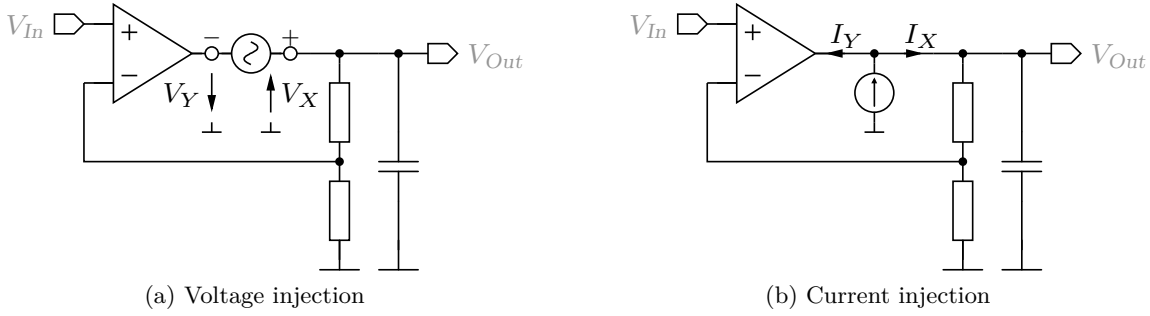 V_In + − − + V_Y V_X V_Out
V_In + − I_Y I_X V_Out
(a) Voltage injection
(b) Current injection